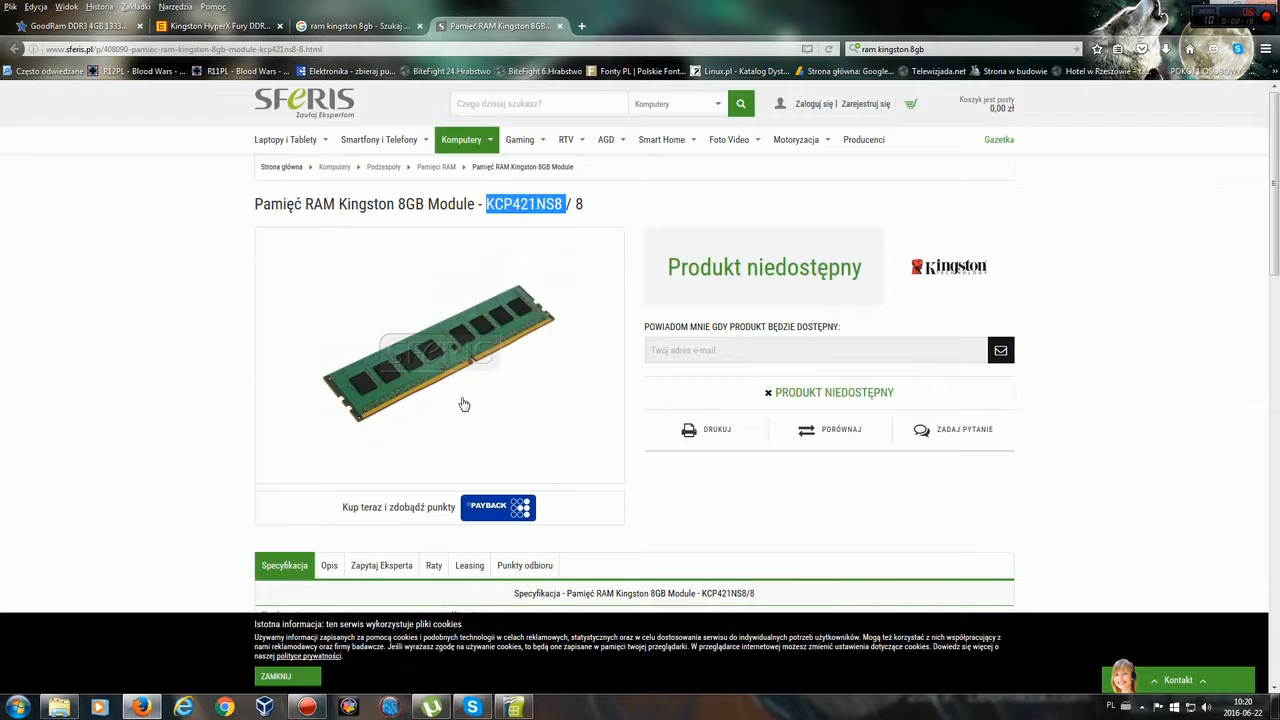 Plik Edycja Widok Historia Zakładki Narzędzia Pomoc
GoodRam DDR3 4GB 1333...
Kingston HyperX Fury DDR...
ram kingston 8gb - Szukaj ...
Pamięć RAM Kingston 8GB...
www.sferis.pl/p/408090-pamiec-ram-kingston-8gb-module-kcp421ns8-8.html
ram kingston 8gb
Często odwiedzane
R12PL - Blood Wars - ...
R11PL - Blood Wars - ...
Elektronika - zbieraj pu...
BiteFight 24.Hrabstwo
BiteFight 6.Hrabstwo
Fonty PL | Polskie Font...
Linux.pl - Katalog Dyst...
Strona główna: Google...
Telewizjada.net
Strona w budowie
Hotel w Rzeszowie – ta...
SFERIS
Zaufaj Ekspertom
Czego dzisiaj szukasz?
Komputery
Zaloguj się | Zarejestruj się
Koszyk jest pusty
0,00 zł
Laptopy i Tablety
Smartfony i Telefony
Komputery
Gaming
RTV
AGD
Smart Home
Foto Video
Motoryzacja
Producenci
Gazetka
Strona główna
Komputery
Podzespoły
Pamięci RAM
Pamięć RAM Kingston 8GB Module
Pamięć RAM Kingston 8GB Module - KCP421NS8 / 8
Produkt niedostępny
Kingston
TECHNOLOGY
POWIADOM MNIE GDY PRODUKT BĘDZIE DOSTĘPNY:
Twój adres e-mail
PRODUKT NIEDOSTĘPNY
DRUKUJ
PORÓWNAJ
ZADAJ PYTANIE
Kup teraz i zdobądź punkty
PAYBACK
Specyfikacja
Opis
Zapytaj Eksperta
Raty
Leasing
Punkty odbioru
Specyfikacja - Pamięć RAM Kingston 8GB Module - KCP421NS8/8
Istotna informacja: ten serwis wykorzystuje pliki cookies
Używamy informacji zapisanych za pomocą cookies i podobnych technologii w celach reklamowych, statystycznych oraz w celu dostosowania serwisu do indywidualnych potrzeb użytkowników. Mogą też korzystać z nich współpracujący z
nami reklamodawcy oraz firmy badawcze. Jeśli wyrażasz zgodę na używanie cookies, to będą one zapisane w pamięci twojej przeglądarki. W przeglądarce internetowej możesz zmienić ustawienia dotyczące cookies. Dowiedz się więcej o
naszej polityce prywatności.
ZAMKNIJ
Kontakt
PL
10:20
2016-06-22